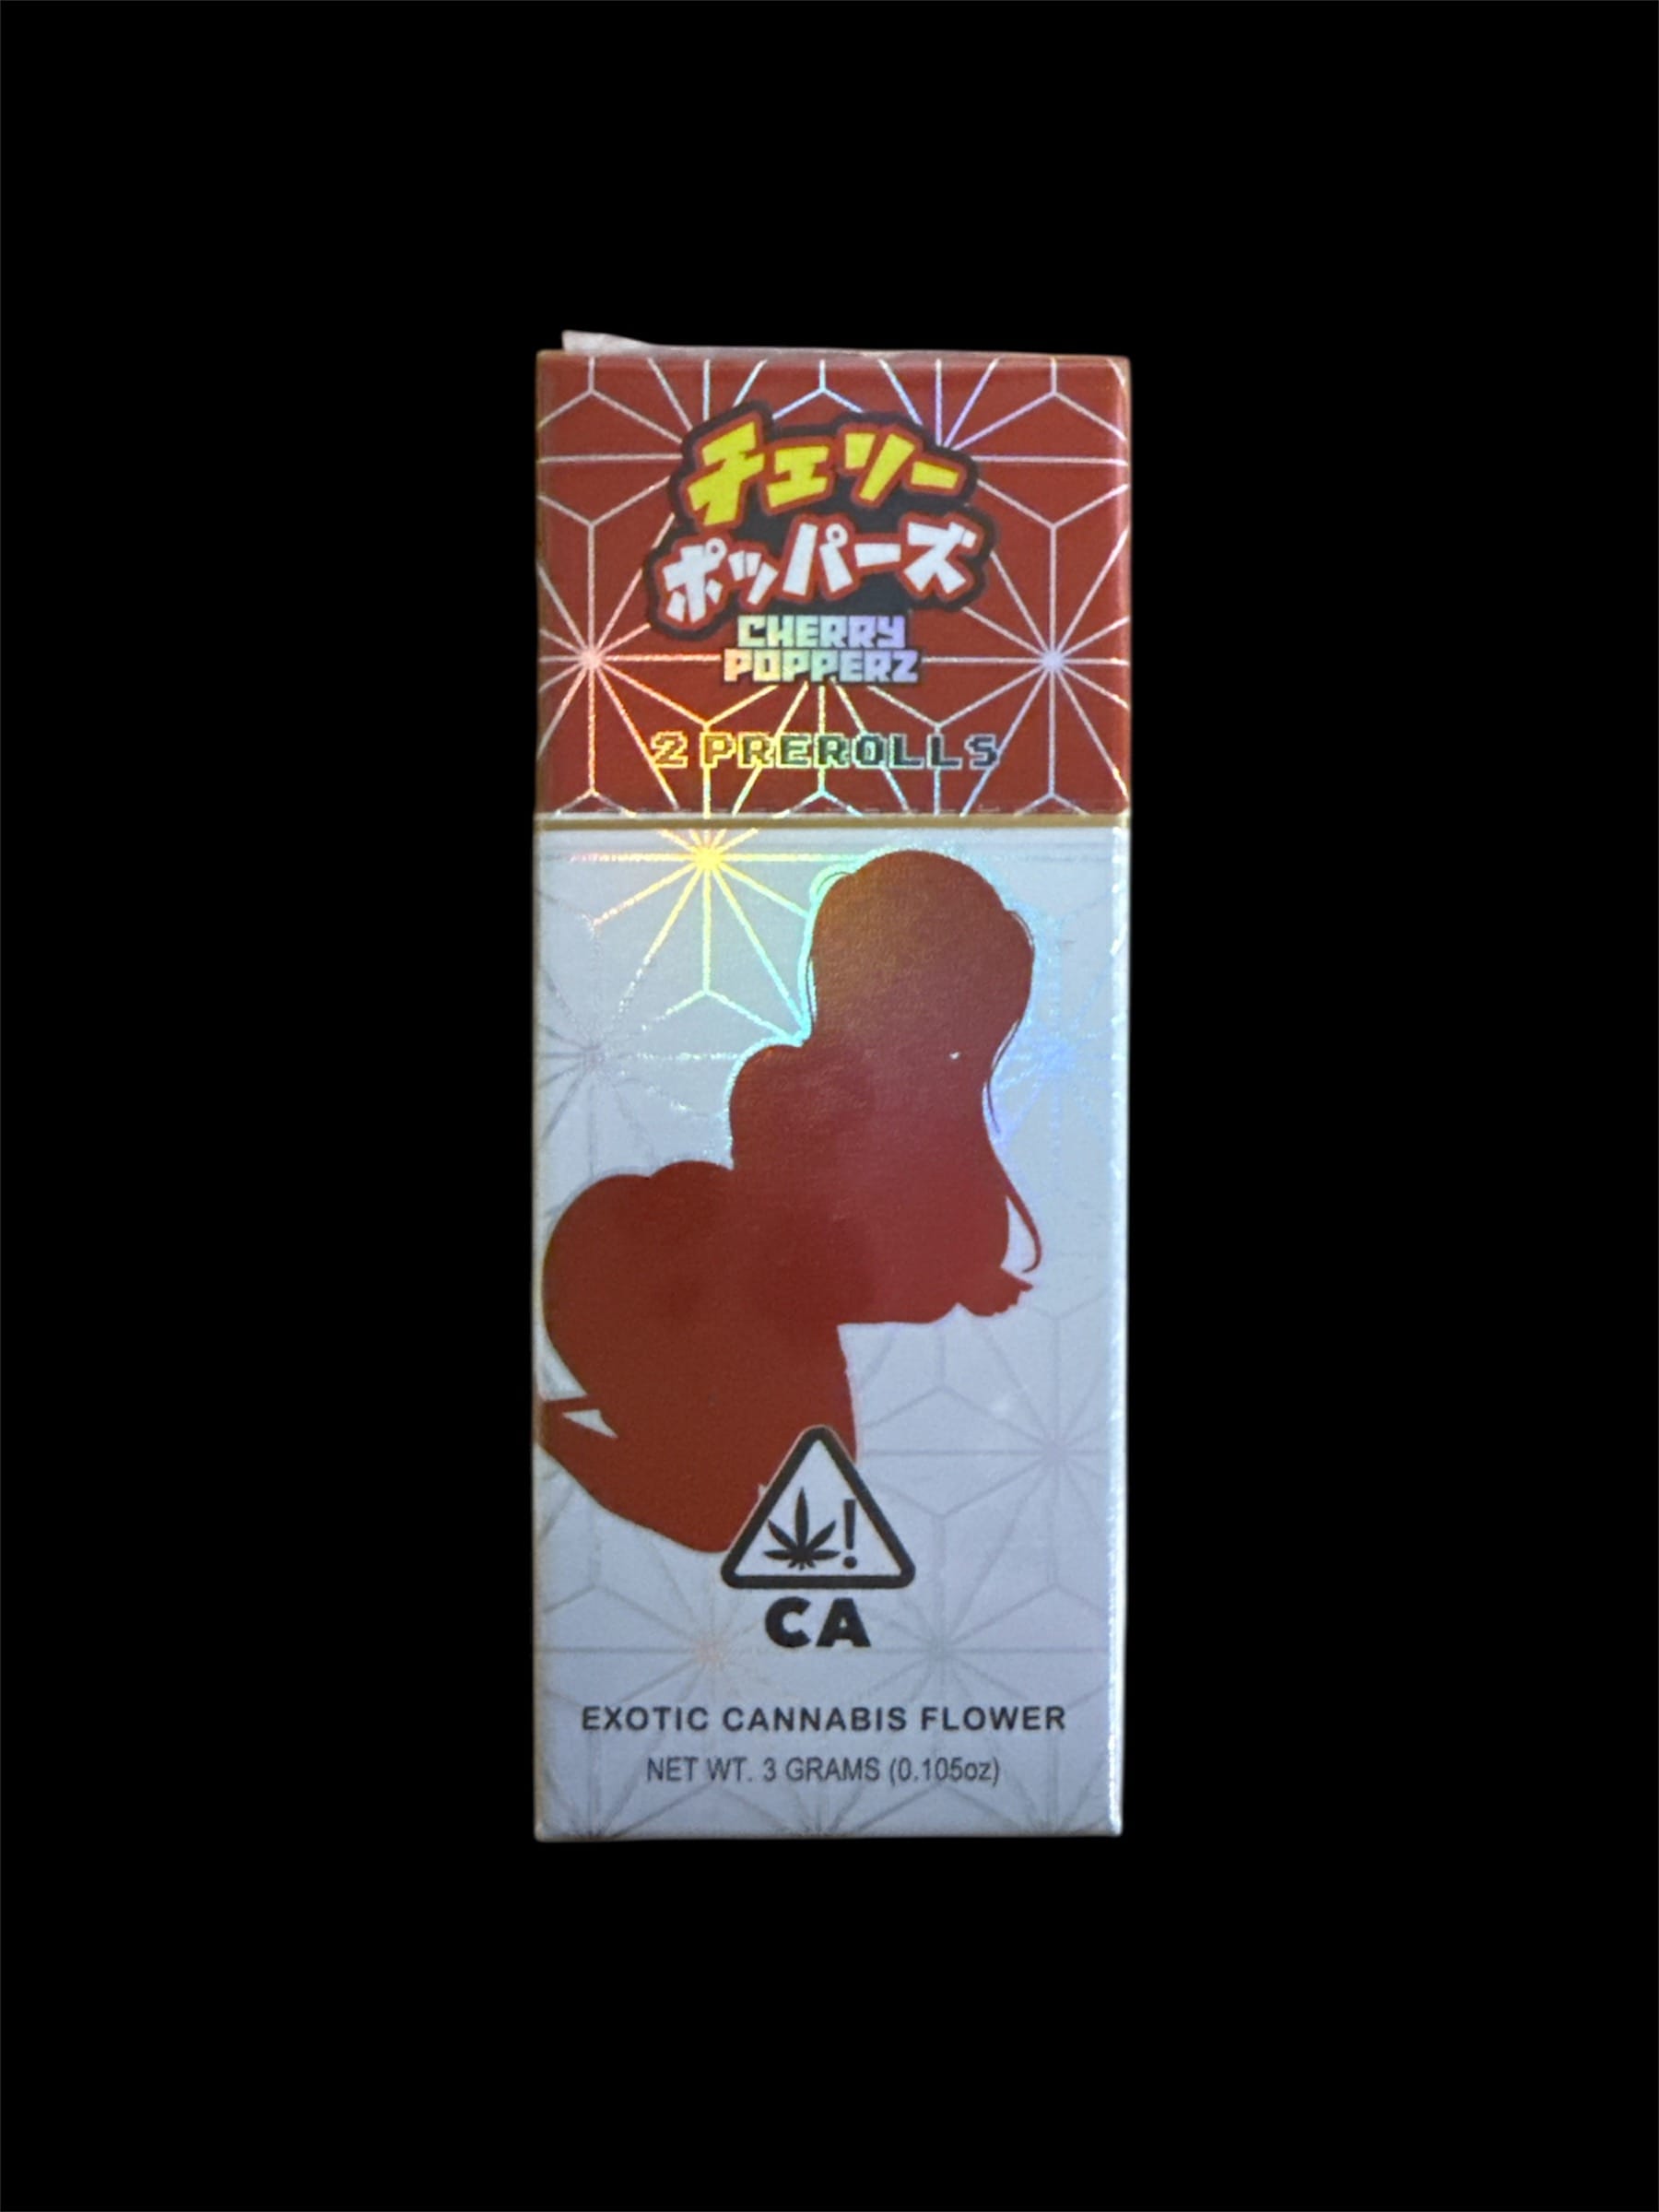 チェリー
ポッパーズ
CHERRY
POPPERZ
2 PREROLLS
!
CA
EXOTIC CANNABIS FLOWER
NET WT. 3 GRAMS (0.105oz)